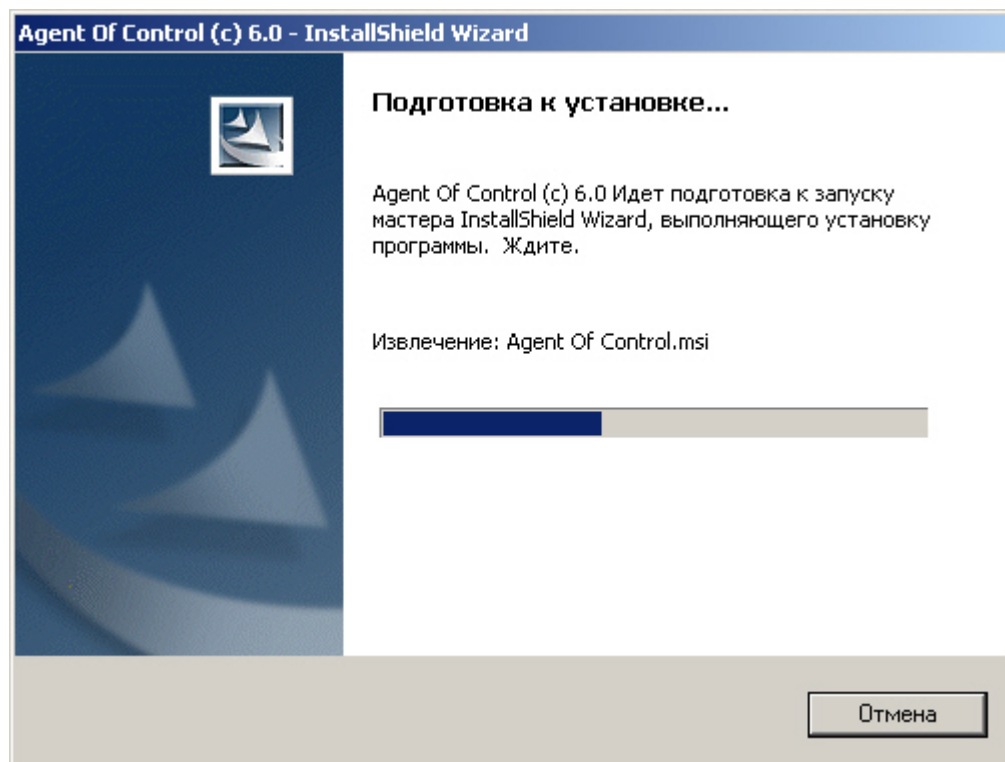 Agent Of Control (c) 6.0 - InstallShield Wizard
Подготовка к установке...
Agent Of Control (c) 6.0 Идет подготовка к запуску
мастера InstallShield Wizard, выполняющего установку
программы.  Ждите.
Извлечение: Agent Of Control.msi
Отмена